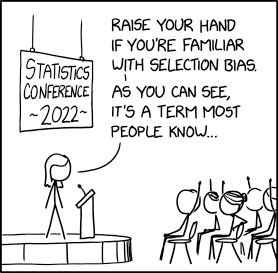 STATISTICS
CONFERENCE
~2022~
RAISE YOUR HAND
IF YOU'RE FAMILIAR
WITH SELECTION BIAS.
AS YOU CAN SEE,
IT'S A TERM MOST
PEOPLE KNOW...